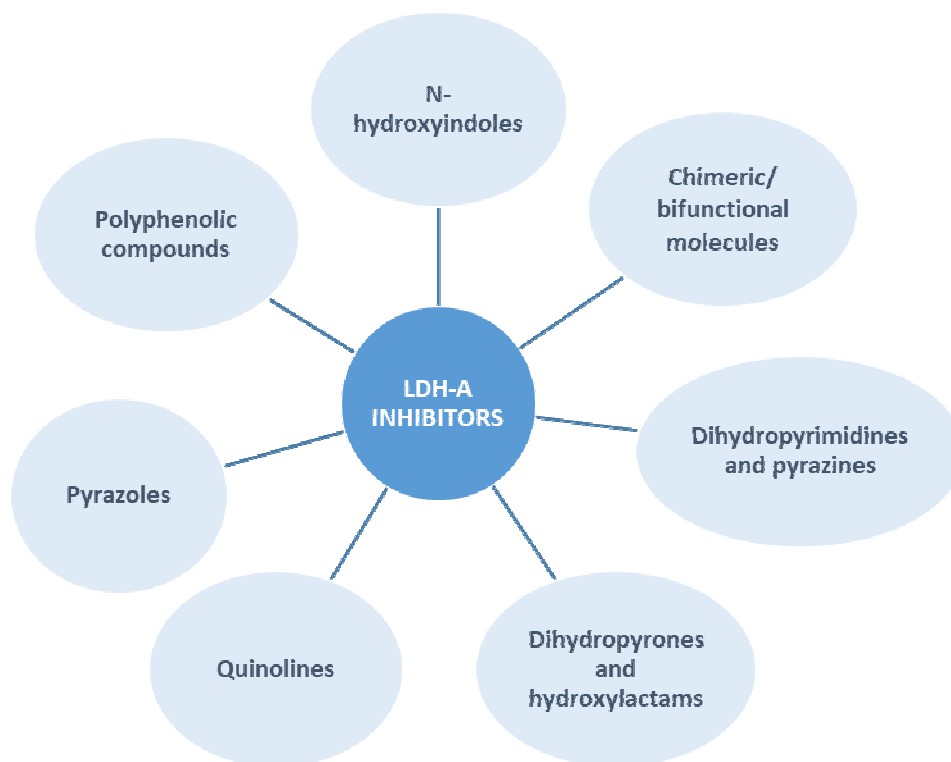 N-
hydroxyindoles
Chimeric/
bifunctional
molecules
Polyphenolic
compounds
LDH-A
INHIBITORS
Dihydropyrimidines
and pyrazines
Pyrazoles
Quinolines
Dihydropyrones
and
hydroxylactams